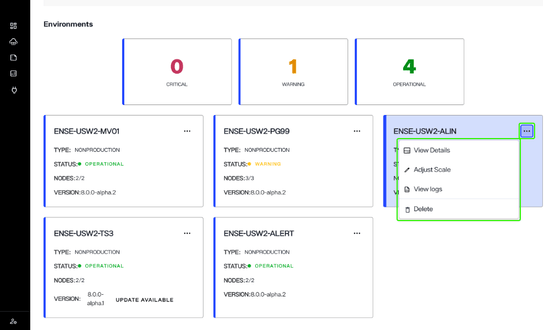 Environments
0
CRITICAL
1
WARNING
4
OPERATIONAL
ENSE-USW2-MV01
TYPE: NONPRODUCTION
STATUS: OPERATIONAL
NODES:2/2
VERSION:8.0.0-alpha.2
ENSE-USW2-PG99
TYPE: NONPRODUCTION
STATUS: WARNING
NODES:3/3
VERSION:8.0.0-alpha.2
ENSE-USW2-ALIN
View Details
Adjust Scale
View logs
Delete
ENSE-USW2-TS3
TYPE: NONPRODUCTION
STATUS: OPERATIONAL
NODES:2/2
VERSION: 8.0.0-
alpha.1
UPDATE AVAILABLE
ENSE-USW2-ALERT
TYPE: NONPRODUCTION
STATUS: OPERATIONAL
NODES:2/2
VERSION:8.0.0-alpha.2